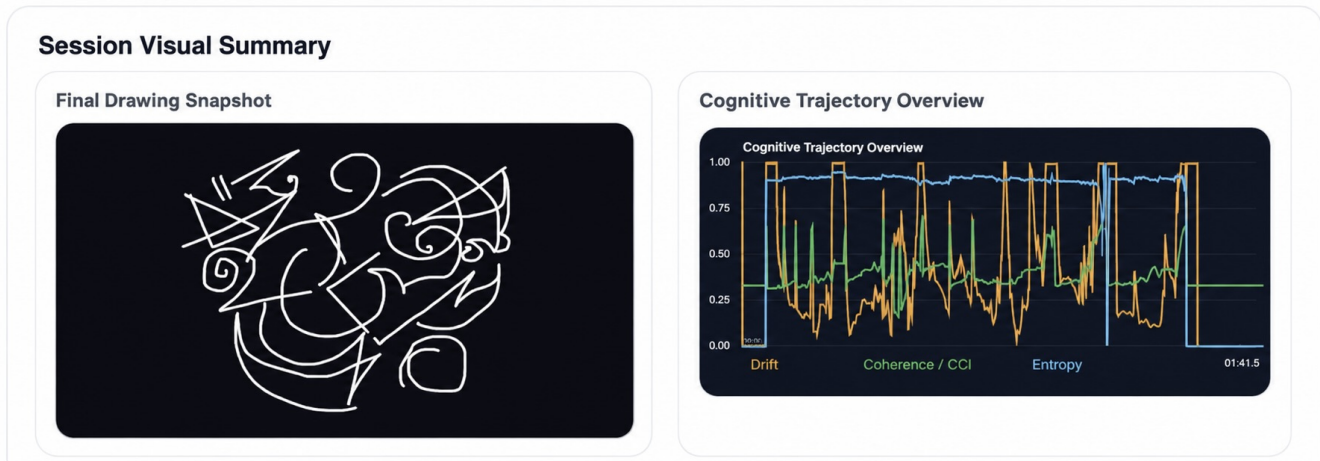 Session Visual Summary
Final Drawing Snapshot
Cognitive Trajectory Overview
Cognitive Trajectory Overview
1.00
0.75
0.50
0.25
0.00
Drift
Coherence / CCI
Entropy
01:41.5